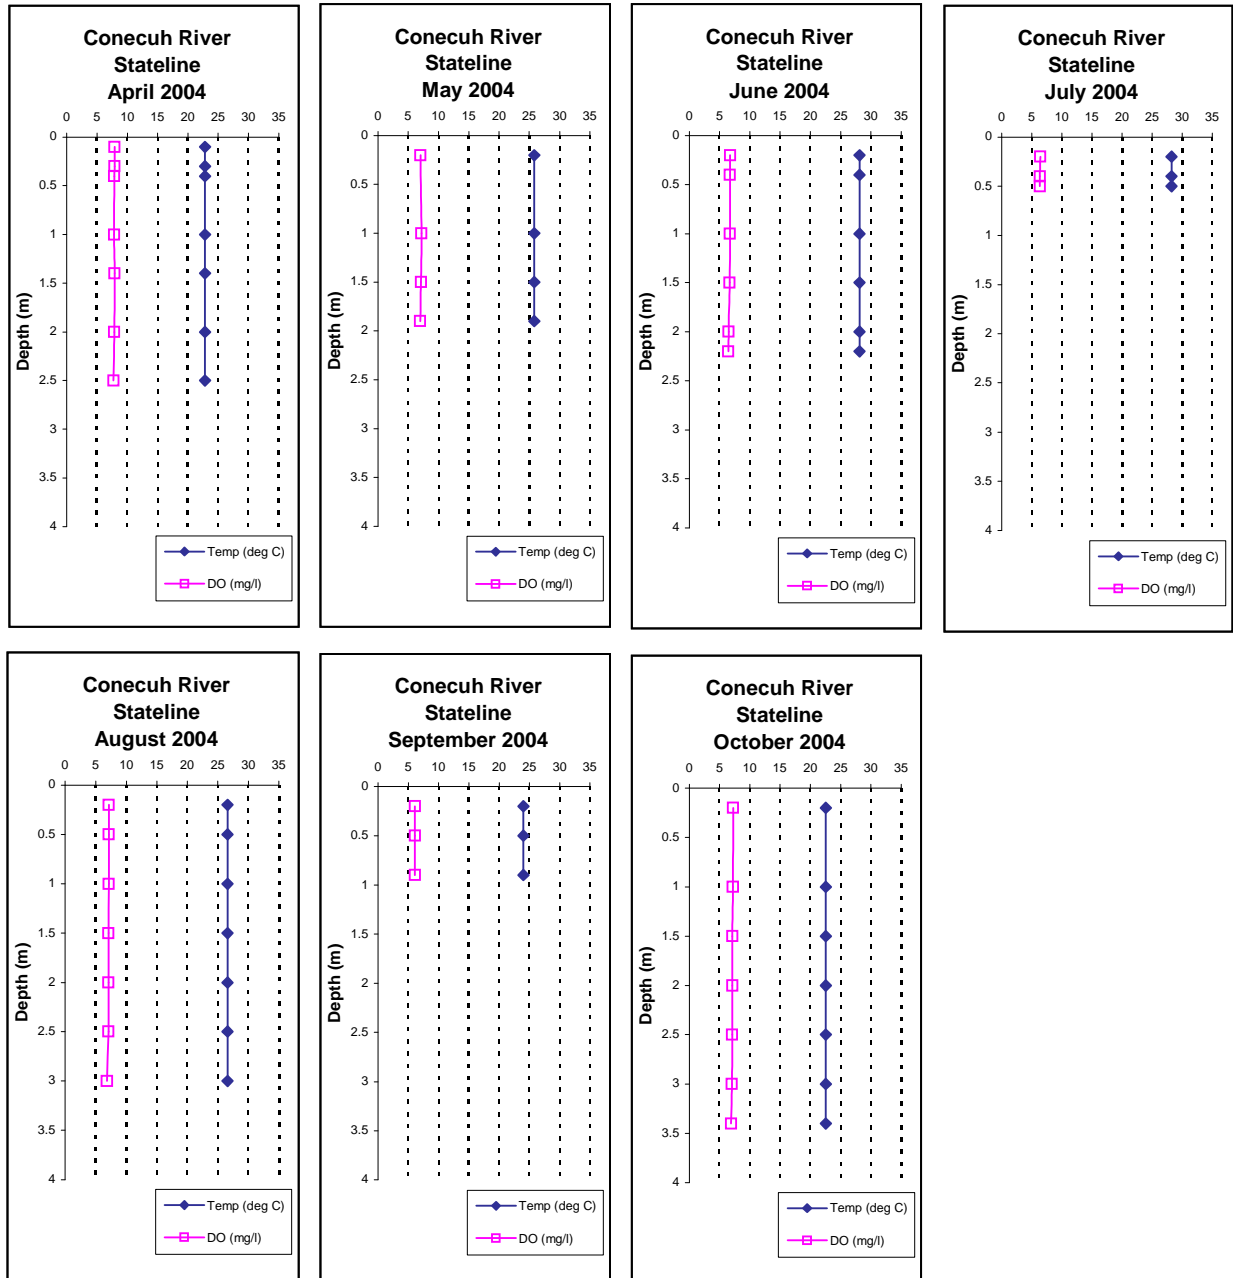 Conecuh River
Stateline
April 2004
0 5 10 15 20 25 30 35
0
0.5
1
1.5
2
2.5
3
3.5
4
Depth (m)
Temp (deg C)
DO (mg/l)
Conecuh River
Stateline
May 2004
0 5 10 15 20 25 30 35
0
0.5
1
1.5
2
2.5
3
3.5
4
Depth (m)
Temp (deg C)
DO (mg/l)
Conecuh River
Stateline
June 2004
0 5 10 15 20 25 30 35
0
0.5
1
1.5
2
2.5
3
3.5
4
Depth (m)
Temp (deg C)
DO (mg/l)
Conecuh River
Stateline
July 2004
0 5 10 15 20 25 30 35
0
0.5
1
1.5
2
2.5
3
3.5
4
Depth (m)
Temp (deg C)
DO (mg/l)
Conecuh River
Stateline
August 2004
0 5 10 15 20 25 30 35
0
0.5
1
1.5
2
2.5
3
3.5
4
Depth (m)
Temp (deg C)
DO (mg/l)
Conecuh River
Stateline
September 2004
0 5 10 15 20 25 30 35
0
0.5
1
1.5
2
2.5
3
3.5
4
Depth (m)
Temp (deg C)
DO (mg/l)
Conecuh River
Stateline
October 2004
0 5 10 15 20 25 30 35
0
0.5
1
1.5
2
2.5
3
3.5
4
Depth (m)
Temp (deg C)
DO (mg/l)